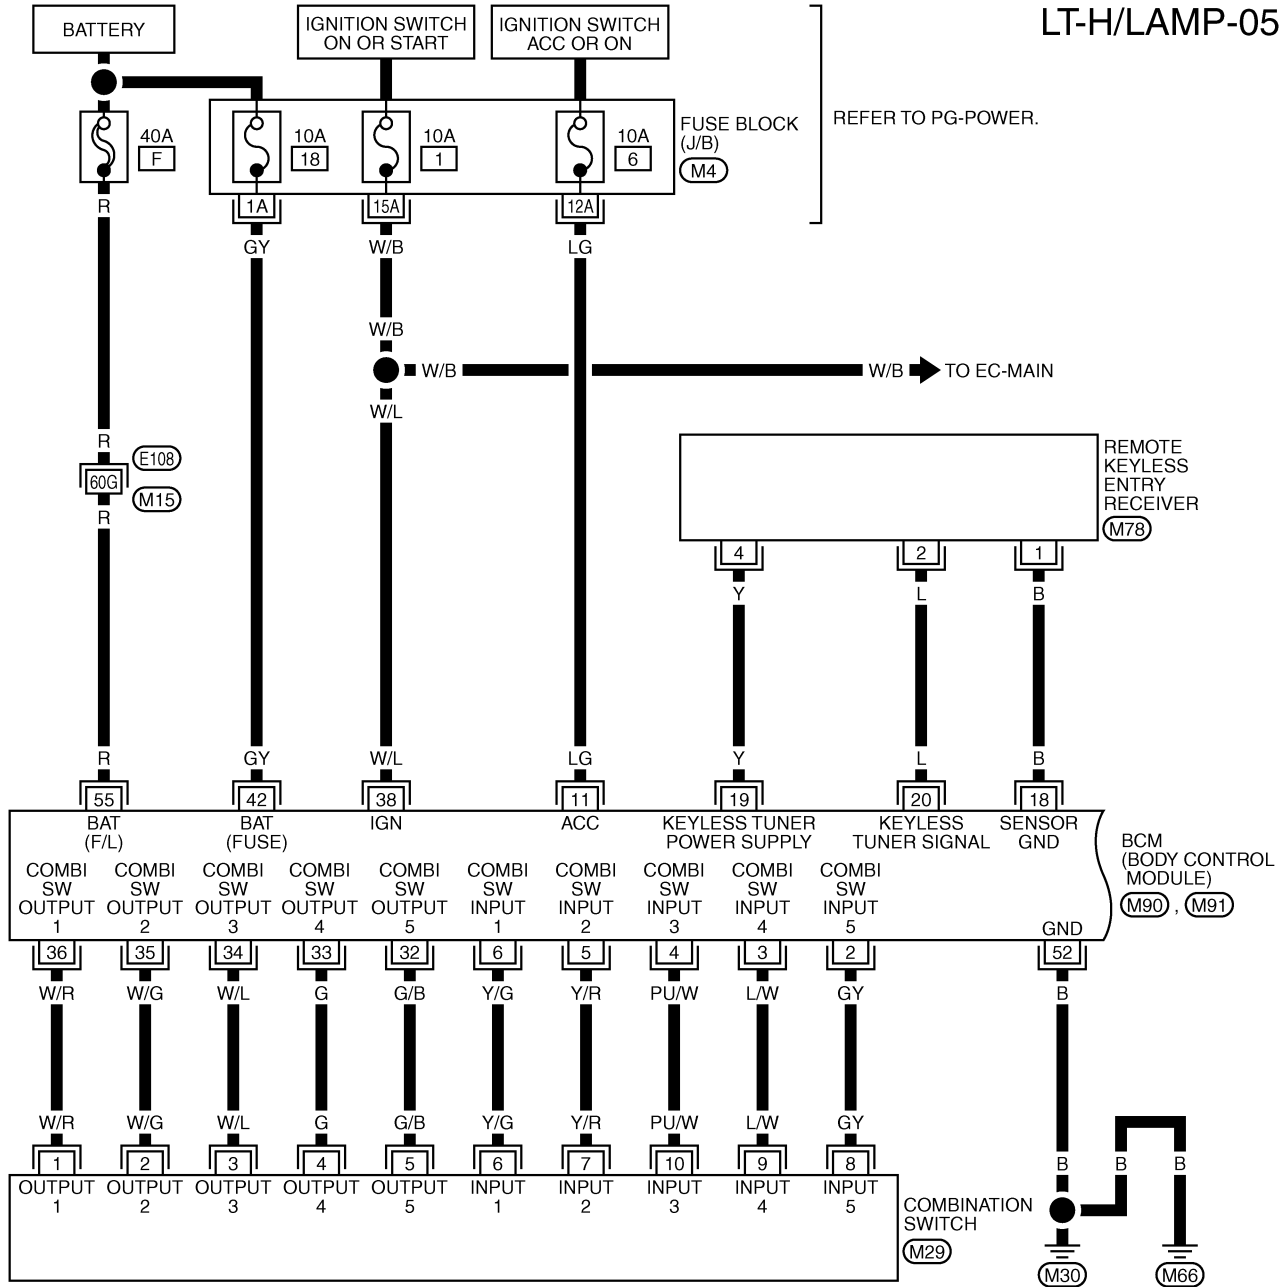 LT-H/LAMP-05
BATTERY
IGNITION SWITCH
ON OR START
IGNITION SWITCH
ACC OR ON
REFER TO PG-POWER.
40A
F
10A
18
10A
1
10A
6
FUSE BLOCK
(J/B)
M4
R
1A
15A
12A
GY
W/B
LG
W/B
W/B
W/B
TO EC-MAIN
W/L
R
E108
60G
M15
R
REMOTE
KEYLESS
ENTRY
RECEIVER
M78
4
2
1
Y
L
B
R
GY
W/L
LG
Y
L
B
55
42
38
11
19
20
18
BAT
(F/L)
BAT
(FUSE)
IGN
ACC
KEYLESS TUNER
POWER SUPPLY
KEYLESS
TUNER SIGNAL
SENSOR
GND
BCM
(BODY CONTROL
MODULE)
M90 , M91
COMBI
SW
OUTPUT
1
COMBI
SW
OUTPUT
2
COMBI
SW
OUTPUT
3
COMBI
SW
OUTPUT
4
COMBI
SW
OUTPUT
5
COMBI
SW
INPUT
1
COMBI
SW
INPUT
2
COMBI
SW
INPUT
3
COMBI
SW
INPUT
4
COMBI
SW
INPUT
5
GND
36
35
34
33
32
6
5
4
3
2
52
W/R
W/G
W/L
G
G/B
Y/G
Y/R
PU/W
L/W
GY
B
W/R
W/G
W/L
G
G/B
Y/G
Y/R
PU/W
L/W
GY
B
B
B
1
2
3
4
5
6
7
10
9
8
OUTPUT
1
OUTPUT
2
OUTPUT
3
OUTPUT
4
OUTPUT
5
INPUT
1
INPUT
2
INPUT
3
INPUT
4
INPUT
5
COMBINATION
SWITCH
M29
M30
M66